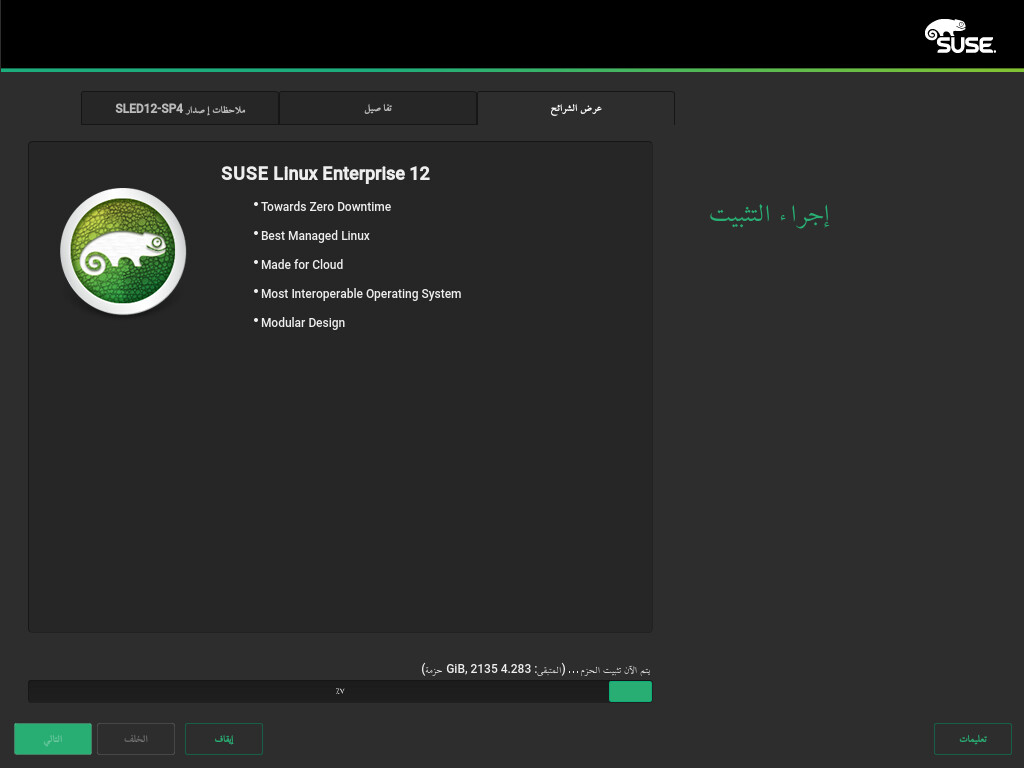 SUSE
عرض الشرائح
تفاصيل
ملاحظات إصدار SLED12-SP4
SUSE Linux Enterprise 12
• Towards Zero Downtime
• Best Managed Linux
• Made for Cloud
• Most Interoperable Operating System
• Modular Design
إجراء التثبيت
يتم الآن تثبيت الحزم... (المتبقى: 4.283 GiB, 2135 حزمة)
٪٧
تعليمات
إيقاف
الخلف
التالي